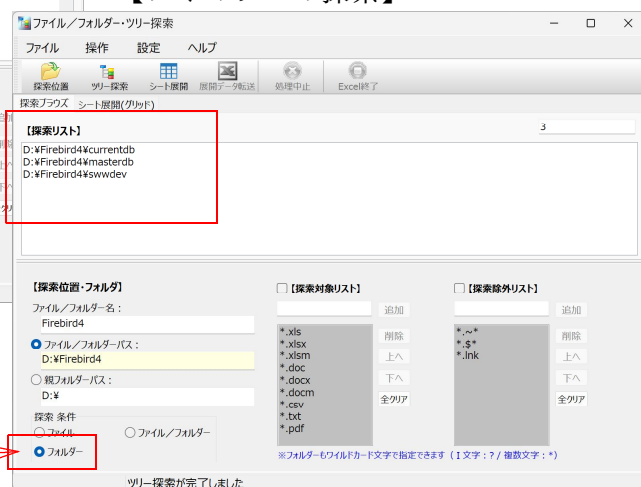 ファイル／フォルダー・ツリー探索
ファイル 操作 設定 ヘルプ
探索位置 ツリー探索 シート展開 展開データ転送 処理中止 Excel終了
探索ブラウズ シート展開(グリッド)
【探索リスト】 3
D:¥Firebird4¥currentdb
D:¥Firebird4¥masterdb
D:¥Firebird4¥swwdev
【探索位置・フォルダ】 【探索対象リスト】 【探索除外リスト】
ファイル／フォルダー名：
Firebird4
追加 追加
ファイル／フォルダーパス：
D:¥Firebird4
親フォルダーパス：
D:¥
*.xls
*.xlsx
*.xlsm
*.doc
*.docx
*.docm
*.csv
*.txt
*.pdf
削除
上へ
下へ
全クリア
*.~*
*.$*
*.lnk
削除
上へ
下へ
全クリア
探索 条件
ファイル ファイル／フォルダー
フォルダー
※フォルダーもワイルドカード文字で指定できます（１文字：? / 複数文字：*）
ツリー探索が完了しました